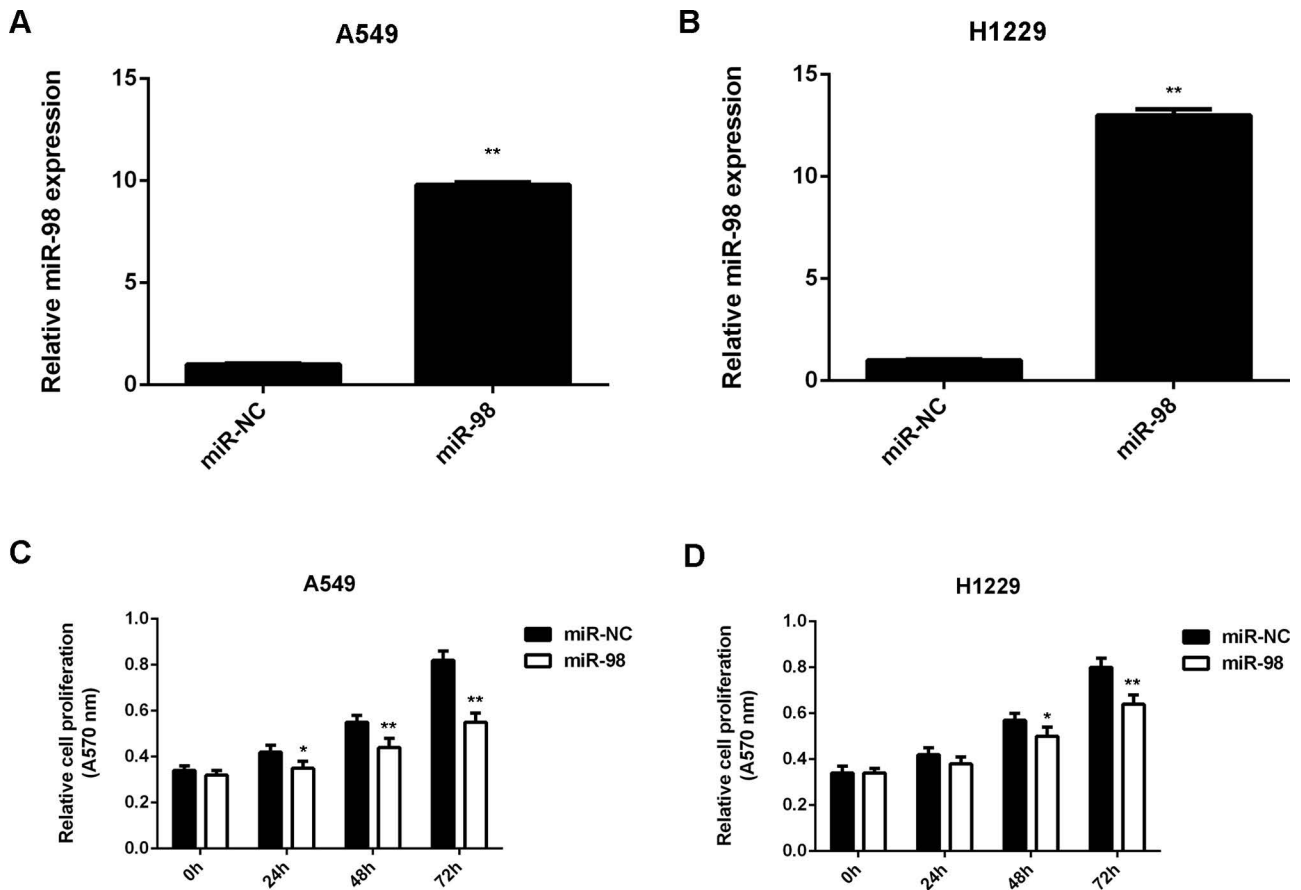 A
A549
Relative miR-98 expression
15
10
5
0
**
miR-NC
miR-98
B
H1229
Relative miR-98 expression
15
10
5
0
**
miR-NC
miR-98
C
A549
Relative cell proliferation
(A570 nm)
1.0
0.8
0.6
0.4
0.2
0.0
*
**
**
0h
24h
48h
72h
miR-NC
miR-98
D
H1229
Relative cell proliferation
(A570 nm)
1.0
0.8
0.6
0.4
0.2
0.0
*
**
0h
24h
48h
72h
miR-NC
miR-98